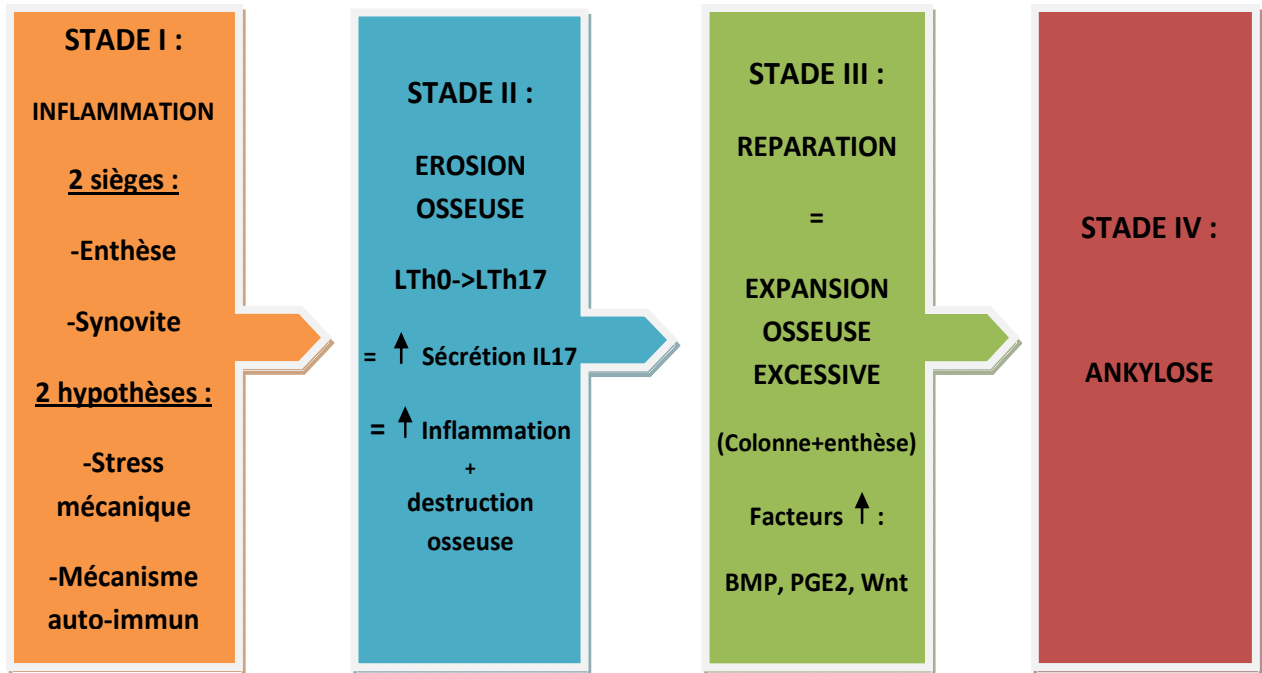 STADE I :
INFLAMMATION
2 sièges :
-Enthèse
-Synovite
2 hypothèses :
-Stress
mécanique
-Mécanisme
auto-immun
STADE II :
EROSION
OSSEUSE
LTh0->LTh17
= ↑ Sécrétion IL17
= ↑ Inflammation
+
destruction
osseuse
STADE III :
REPARATION
=
EXPANSION
OSSEUSE
EXCESSIVE
(Colonne+enthèse)
Facteurs ↑ :
BMP, PGE2, Wnt
STADE IV :
ANKYLOSE